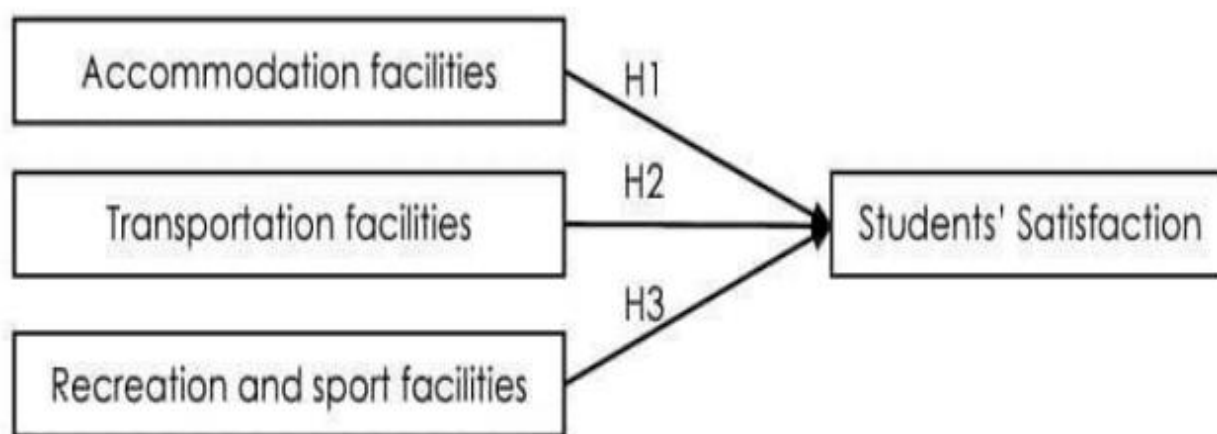 Accommodation facilities
H1
Transportation facilities
H2
Students' Satisfaction
H3
Recreation and sport facilities